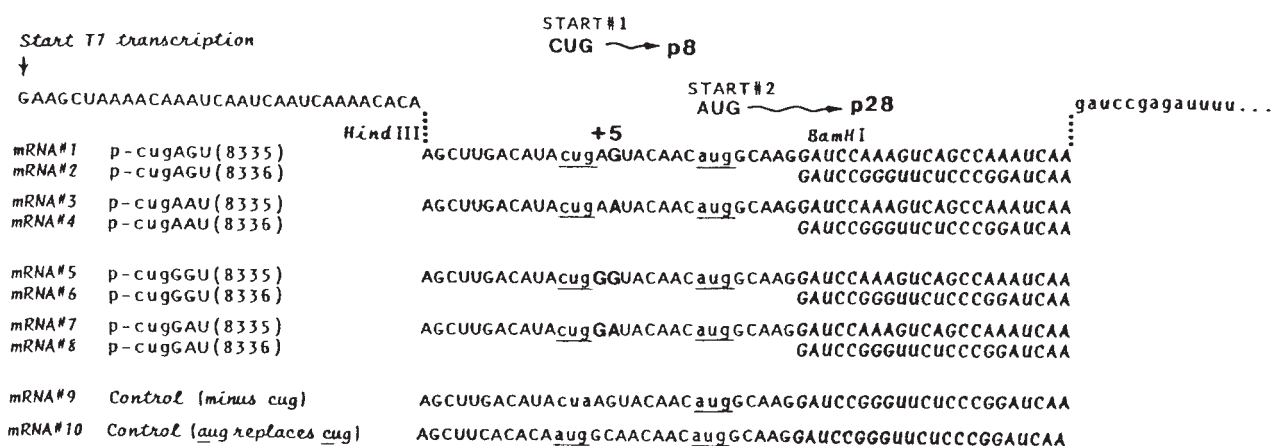 START#1
Start T7 transcription
CUG p8
START#2
GAAGCUAAAACAAAUCAAUCAAUCAAAACACA AUG p28 gauccgagauuuu...
HindIII +5 BamHI
mRNA#1 p-cugAGU(8335) AGCUUGACAUAcugAGUACAACaugGCAAGGAUCCAAAGUCAGCCAAAUCAA
mRNA#2 p-cugAGU(8336) GAUCCGGGUUCUCCCGGAUCAA
mRNA#3 p-cugAAU(8335) AGCUUGACAUAcugAAUACAACaugGCAAGGAUCCAAAGUCAGCCAAAUCAA
mRNA#4 p-cugAAU(8336) GAUCCGGGUUCUCCCGGAUCAA
mRNA#5 p-cugGGU(8335) AGCUUGACAUAcugGGUACAACaugGCAAGGAUCCAAAGUCAGCCAAAUCAA
mRNA#6 p-cugGGU(8336) GAUCCGGGUUCUCCCGGAUCAA
mRNA#7 p-cugGAU(8335) AGCUUGACAUAcugGAUACAACaugGCAAGGAUCCAAAGUCAGCCAAAUCAA
mRNA#8 p-cugGAU(8336) GAUCCGGGUUCUCCCGGAUCAA
mRNA#9 Control (minus cug) AGCUUGACAUAcuaAGUACAACaugGCAAGGAUCCGGGUUCUCCCGGAUCAA
mRNA#10 Control (aug replaces cug) AGCUUCACACAaugGCAACAACaugGCAAGGAUCCGGGUUCUCCCGGAUCAA